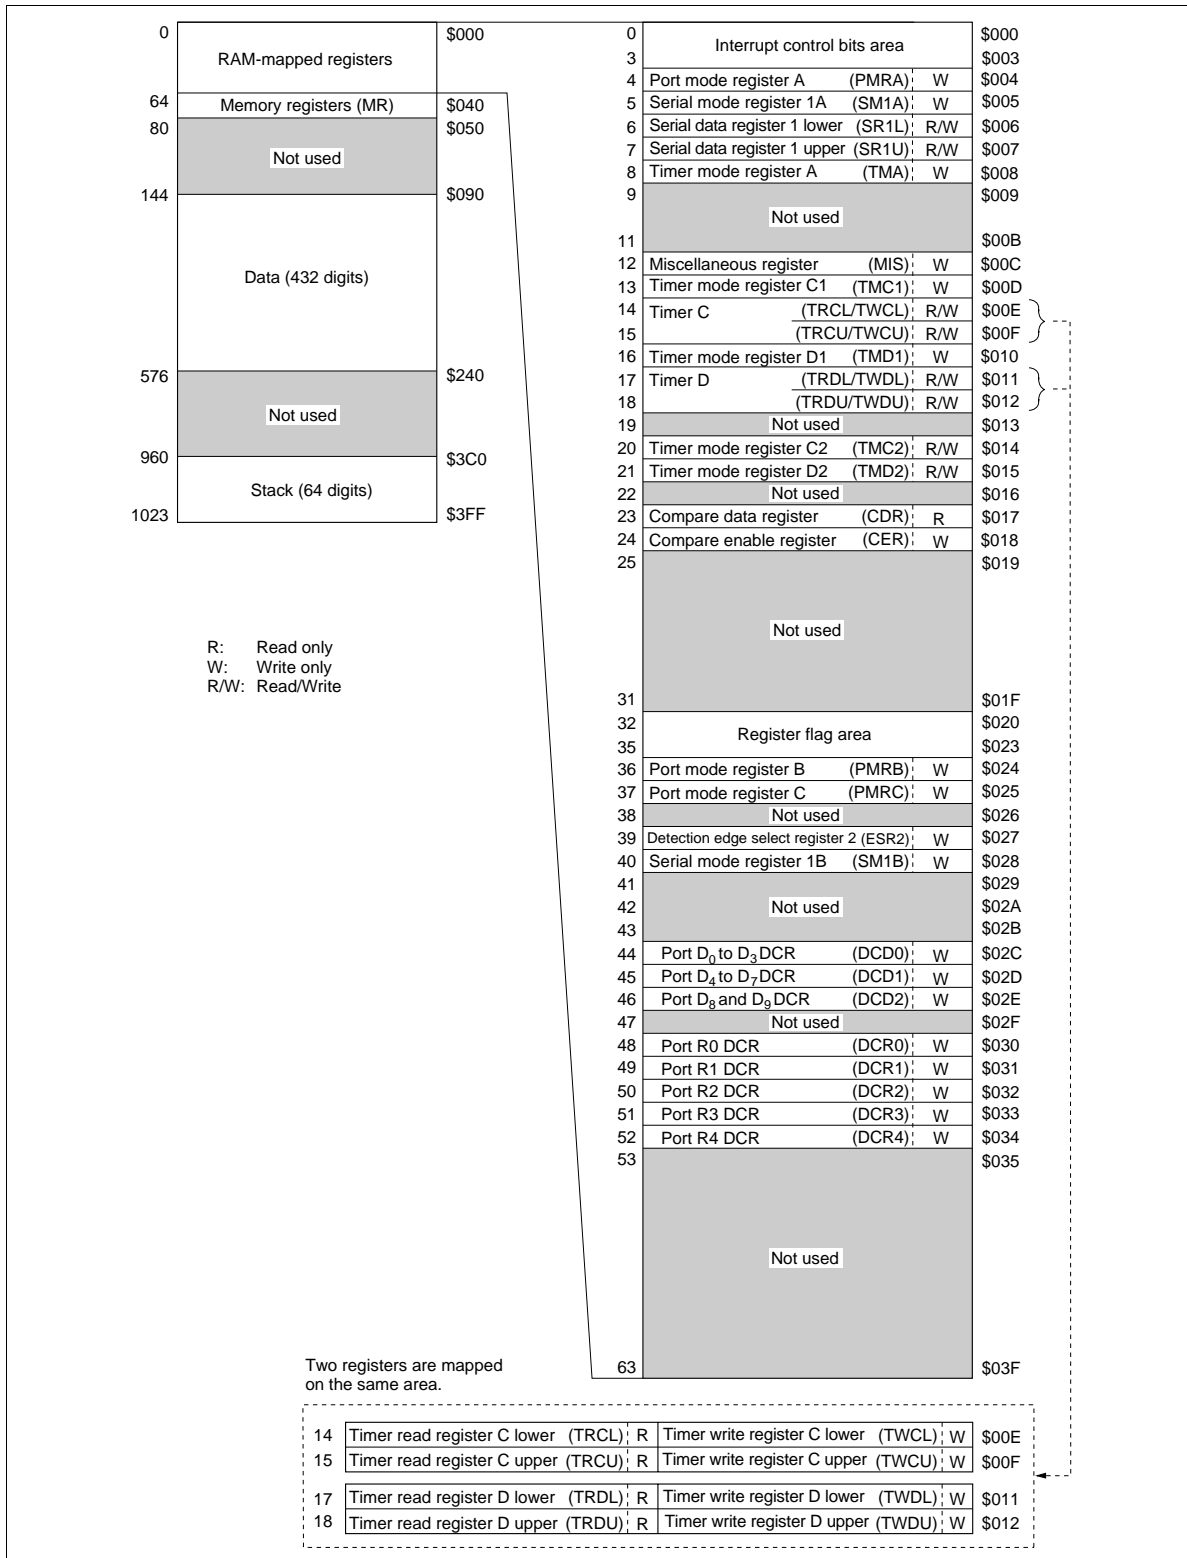 0 RAM-mapped registers $000
64 Memory registers (MR) $040
80 Not used $050
144 Data (432 digits) $090
576 Not used $240
960 Stack (64 digits) $3C0
1023 $3FF
R: Read only
W: Write only
R/W: Read/Write
0 Interrupt control bits area $000
3 $003
4 Port mode register A (PMRA) W $004
5 Serial mode register 1A (SM1A) W $005
6 Serial data register 1 lower (SR1L) R/W $006
7 Serial data register 1 upper (SR1U) R/W $007
8 Timer mode register A (TMA) W $008
9 $009
Not used
11 $00B
12 Miscellaneous register (MIS) W $00C
13 Timer mode register C1 (TMC1) W $00D
14 Timer C (TRCL/TWCL) R/W $00E
15 (TRCU/TWCU) R/W $00F
16 Timer mode register D1 (TMD1) W $010
17 Timer D (TRDL/TWDL) R/W $011
18 (TRDU/TWDU) R/W $012
19 Not used $013
20 Timer mode register C2 (TMC2) R/W $014
21 Timer mode register D2 (TMD2) R/W $015
22 Not used $016
23 Compare data register (CDR) R $017
24 Compare enable register (CER) W $018
25 $019
Not used
31 $01F
32 Register flag area $020
35 $023
36 Port mode register B (PMRB) W $024
37 Port mode register C (PMRC) W $025
38 Not used $026
39 Detection edge select register 2 (ESR2) W $027
40 Serial mode register 1B (SM1B) W $028
41 $029
42 Not used $02A
43 $02B
44 Port D0 to D3 DCR (DCD0) W $02C
45 Port D4 to D7 DCR (DCD1) W $02D
46 Port D8 and D9 DCR (DCD2) W $02E
47 Not used $02F
48 Port R0 DCR (DCR0) W $030
49 Port R1 DCR (DCR1) W $031
50 Port R2 DCR (DCR2) W $032
51 Port R3 DCR (DCR3) W $033
52 Port R4 DCR (DCR4) W $034
53 $035
Not used
63 $03F
Two registers are mapped
on the same area.
14 Timer read register C lower (TRCL) R Timer write register C lower (TWCL) W $00E
15 Timer read register C upper (TRCU) R Timer write register C upper (TWCU) W $00F
17 Timer read register D lower (TRDL) R Timer write register D lower (TWDL) W $011
18 Timer read register D upper (TRDU) R Timer write register D upper (TWDU) W $012